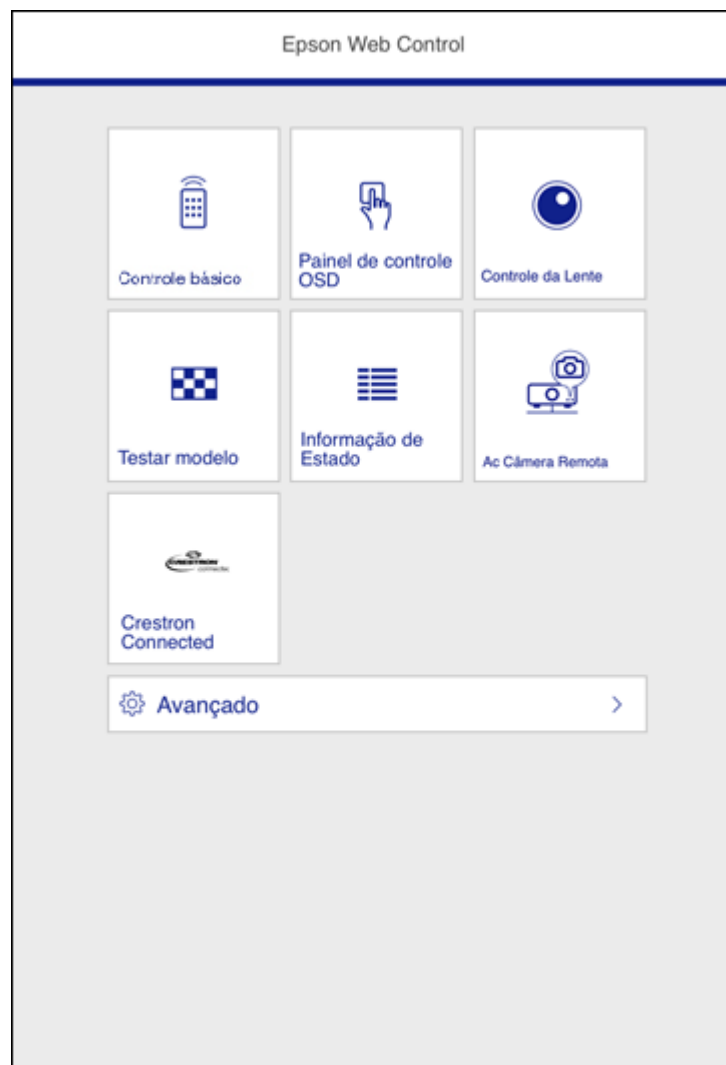 Epson Web Control
Controle básico
Painel de controle
OSD
Controle da Lente
Testar modelo
Informação de
Estado
Ac Câmera Remota
CRESTRON
Crestron
Connected
Avançado